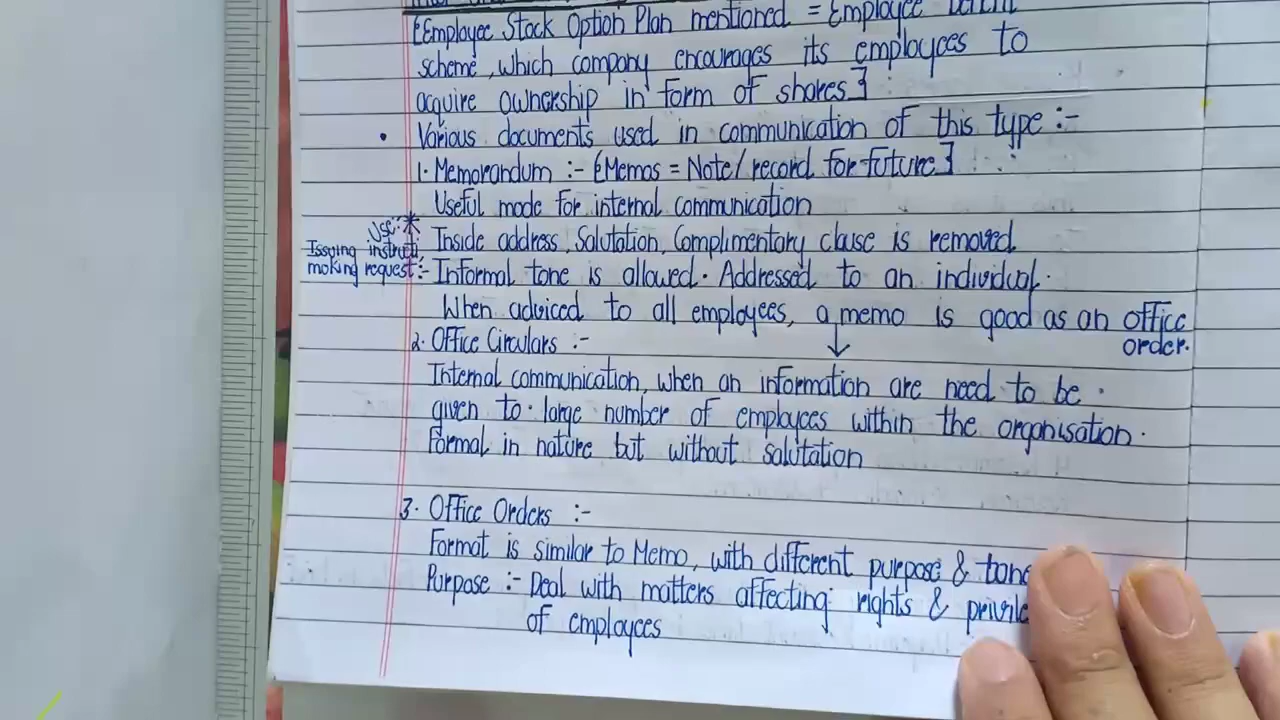 {Employee Stock Option Plan mentioned = Employee
scheme, which company encourages its employees to
acquire ownership in form of shares}
• Various documents used in communication of this type :-
1. Memorandum :- {Memos = Note/record for future}
Useful mode for internal communication
Use:- *
Inside address, Salutation, Complimentary clause is removed
Issuing instructi
making request:-
Informal tone is allowed. Addressed to an individual.
When adviced to all employees, a memo is good as an office
order.
2. Office Circulars :-
Internal communication, when an information are need to be
given to large number of employees within the organisation.
Formal in nature but without salutation
3. Office Orders :-
Format is similar to Memo, with different purpose & tone
Purpose :- Deal with matters affecting rights & privile
of employees